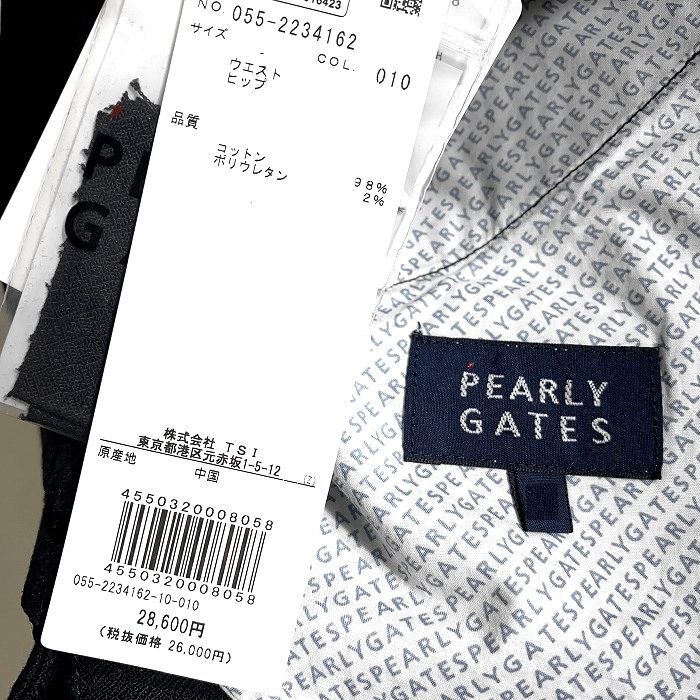 NO 055-2234162
サイズ COL. 010
ウエスト
ヒップ
品質
コットン 98%
ポリウレタン 2%
株式会社 TSI
東京都港区元赤坂1-5-12
原産地 中国 (Z)
4550320008058
4550320008058
055-2234162-10-010
28,600円
(税抜価格 26,000円)
PEARLY
GATES